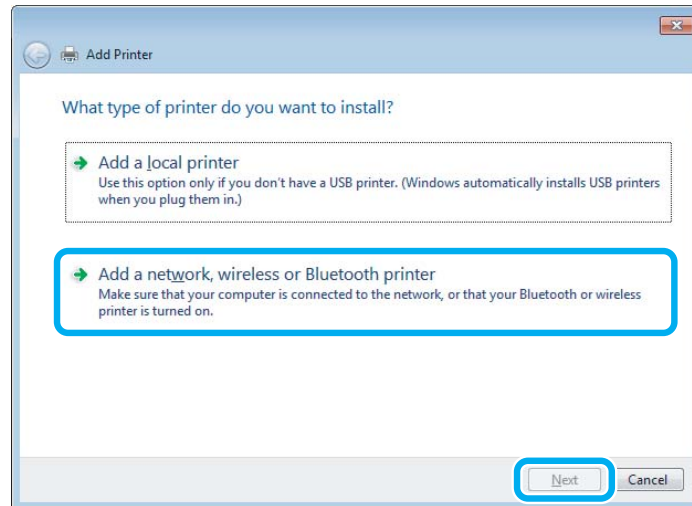 Add Printer
What type of printer do you want to install?
Add a local printer
Use this option only if you don't have a USB printer. (Windows automatically installs USB printers
when you plug them in.)
Add a network, wireless or Bluetooth printer
Make sure that your computer is connected to the network, or that your Bluetooth or wireless
printer is turned on.
Next Cancel